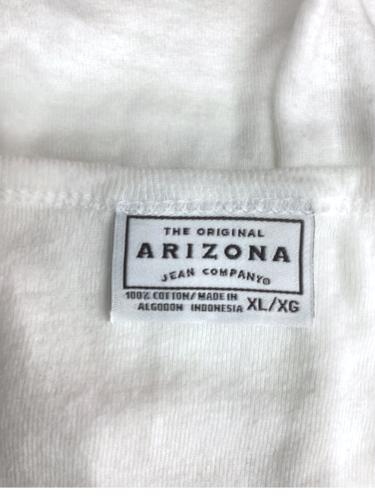 THE ORIGINAL
ARIZONA
JEAN COMPANY®
100% COTTON/MADE IN
ALGODON INDONESIA XL/XG